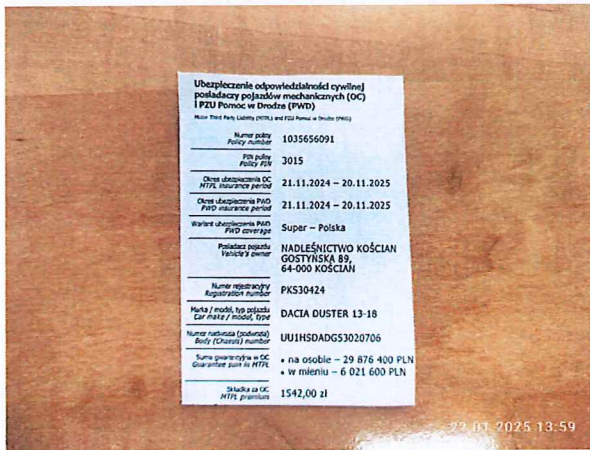 Ubezpieczenie odpowiedzialności cywilnej
posiadaczy pojazdów mechanicznych (OC)
i PZU Pomoc w Drodze (PWD)
Motor Third Party Liability (MTPL) and PZU Pomoc w Drodze (PWD)
Numer polisy
Policy number
1035656091
PIN polisy
Policy PIN
3015
Okres ubezpieczenia OC
MTPL insurance period
21.11.2024 – 20.11.2025
Okres ubezpieczenia PWD
PWD insurance period
21.11.2024 – 20.11.2025
Wariant ubezpieczenia PWD
PWD coverage
Super – Polska
Posiadacz pojazdu
Vehicle's owner
NADLEŚNICTWO KOŚCIAN
GOSTYŃSKA 89,
64-000 KOŚCIAN
Numer rejestracyjny
Registration number
PKS30424
Marka / model, typ pojazdu
Car make / model, type
DACIA DUSTER 13-18
Numer nadwozia (podwozia)
Body (Chassis) number
UU1HSDADG53020706
Suma gwarancyjna w OC
Guarantee sum in MTPL
• na osobie – 29 876 400 PLN
• w mieniu – 6 021 600 PLN
Składka za OC
MTPL premium
1542,00 zł
22.01.2025 13:59